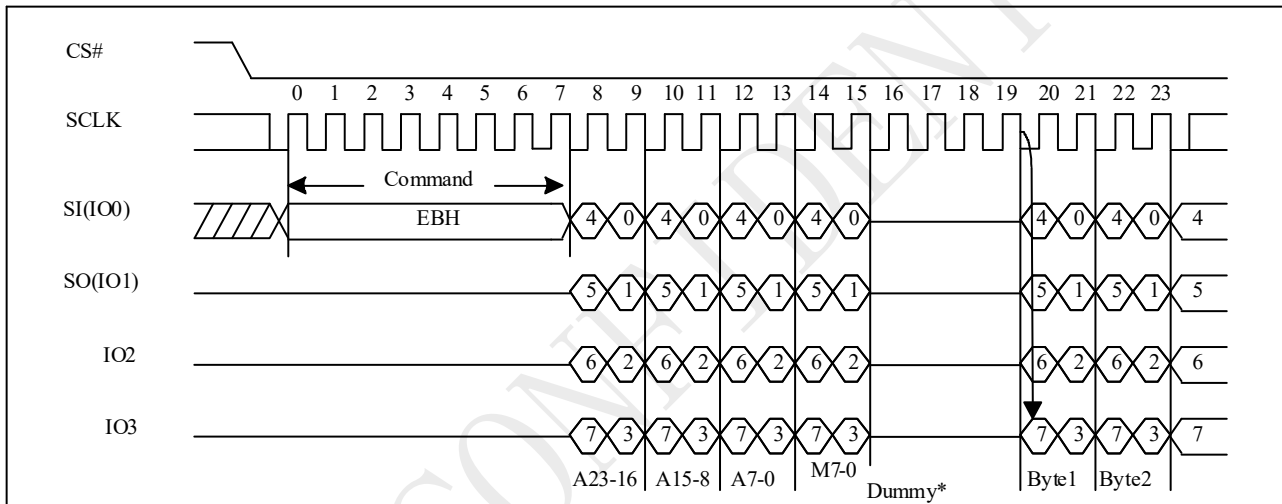 CS#
0 1 2 3 4 5 6 7 8 9 10 11 12 13 14 15 16 17 18 19 20 21 22 23
SCLK
Command
SI(IO0) EBH 4 0 4 0 4 0 4 0 4 0 4 0 4
SO(IO1) 5 1 5 1 5 1 5 1 5 1 5 1 5
IO2 6 2 6 2 6 2 6 2 6 2 6 2 6
IO3 7 3 7 3 7 3 7 3 7 3 7 3 7
A23-16 A15-8 A7-0 M7-0 Dummy* Byte1 Byte2
CONFIDENT